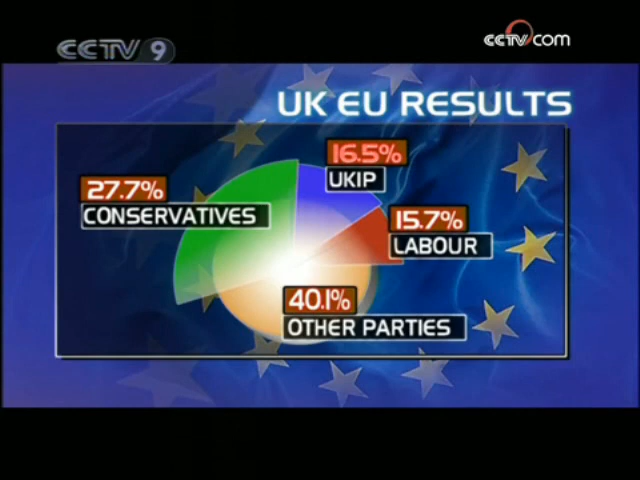 CCTV 9
CCTV.com
UK EU RESULTS
16.5%
UKIP
27.7%
CONSERVATIVES
15.7%
LABOUR
40.1%
OTHER PARTIES